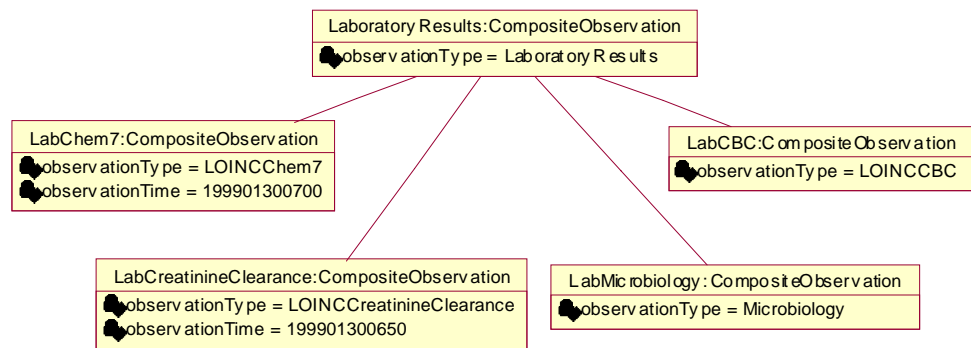 Laboratory Results:CompositeObservation
observationType = Laboratory Results
LabChem7:CompositeObservation
observationType = LOINCChem7
observationTime = 199901300700
LabCBC:CompositeObservation
observationType = LOINCCBC
LabCreatinineClearance:CompositeObservation
observationType = LOINCCreatinineClearance
observationTime = 199901300650
LabMicrobiology:CompositeObservation
observationType = Microbiology